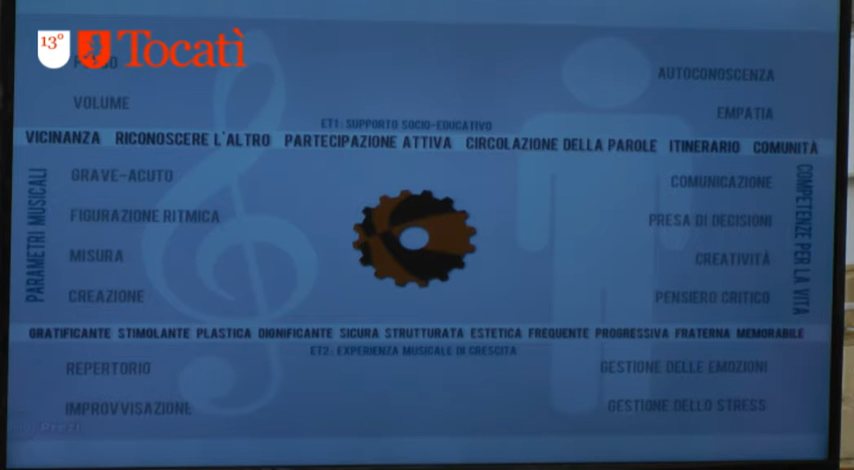 13°
Tocatì
VOLUME
AUTOCONOSCENZA
EMPATIA
ET1: SUPPORTO SOCIO-EDUCATIVO
VICINANZA RICONOSCERE L'ALTRO PARTECIPAZIONE ATTIVA CIRCOLAZIONE DELLA PAROLE ITINERARIO COMUNITÀ
PARAMETRI MUSICALI
GRAVE-ACUTO
FIGURAZIONE RITMICA
MISURA
CREAZIONE
COMUNICAZIONE
PRESA DI DECISIONI
CREATIVITÀ
PENSIERO CRITICO
COMPETENZE PER LA VITA
GRATIFICANTE STIMOLANTE PLASTICA DIGNIFICANTE SICURA STRUTTURATA ESTETICA FREQUENTE PROGRESSIVA FRATERNA MEMORABILE
ET2: EXPERIENZA MUSICALE DI CRESCITA
REPERTORIO
IMPROVVISAZIONE
GESTIONE DELLE EMOZIONI
GESTIONE DELLO STRESS
Prezi